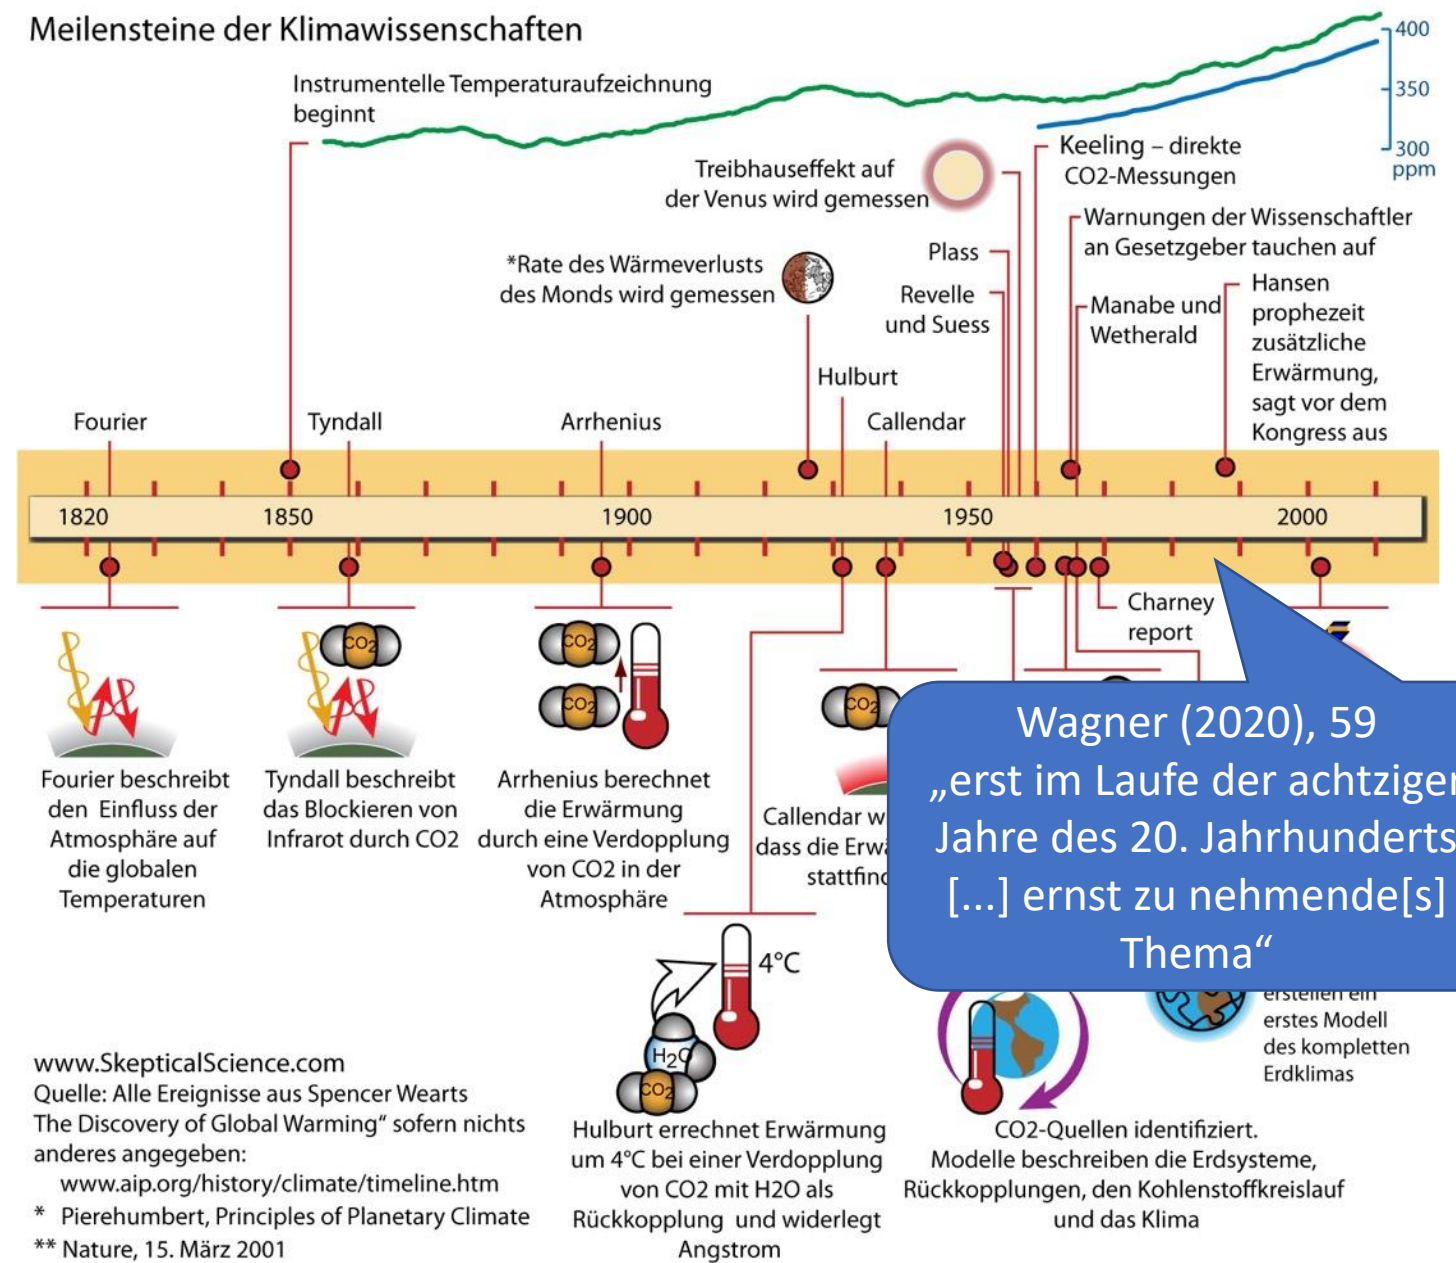 Meilensteine der Klimawissenschaften
Instrumentelle Temperaturaufzeichnung
beginnt
400
350
300
ppm
Keeling – direkte
CO2-Messungen
Treibhauseffekt auf
der Venus wird gemessen
Warnungen der Wissenschaftler
an Gesetzgeber tauchen auf
Plass
*Rate des Wärmeverlusts
des Monds wird gemessen
Revelle
und Suess
Manabe und
Wetherald
Hansen
prophezeit
zusätzliche
Erwärmung,
sagt vor dem
Kongress aus
Hulburt
Fourier
Tyndall
Arrhenius
Callendar
1820
1850
1900
1950
2000
Charney
report
CO2
CO2
CO2
CO2
Fourier beschreibt
den Einfluss der
Atmosphäre auf
die globalen
Temperaturen
Tyndall beschreibt
das Blockieren von
Infrarot durch CO2
Arrhenius berechnet
die Erwärmung
durch eine Verdopplung
von CO2 in der
Atmosphäre
Callendar w
dass die Erwä
stattfind
Wagner (2020), 59
„erst im Laufe der achtziger
Jahre des 20. Jahrhunderts
[...] ernst zu nehmende[s]
Thema“
4°C
H2O
CO2
Hulburt errechnet Erwärmung
um 4°C bei einer Verdopplung
von CO2 mit H2O als
Rückkopplung und widerlegt
Angstrom
CO2-Quellen identifiziert.
Modelle beschreiben die Erdsysteme,
Rückkopplungen, den Kohlenstoffkreislauf
und das Klima
erstellen ein
erstes Modell
des kompletten
Erdklimas
www.SkepticalScience.com
Quelle: Alle Ereignisse aus Spencer Wearts
The Discovery of Global Warming“ sofern nichts
anderes angegeben:
www.aip.org/history/climate/timeline.htm
* Pierehumbert, Principles of Planetary Climate
** Nature, 15. März 2001